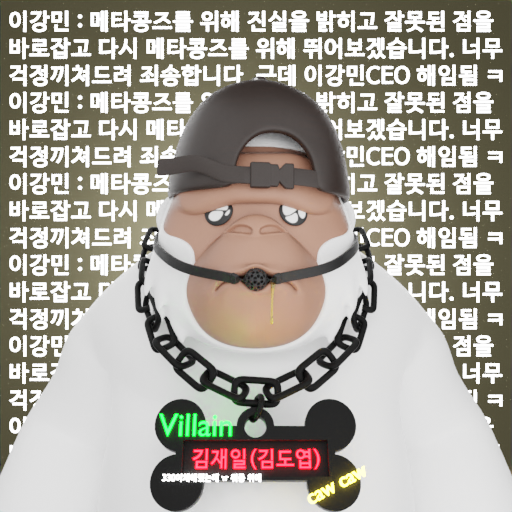 이강민 : 메타콩즈를 위해 진실을 밝히고 잘못된 점을
바로잡고 다시 메타콩즈를 위해 뛰어보겠습니다. 너무
걱정끼쳐드려 죄송합니다. 근데 이강민CEO 해임됨 ㅋ
이강민 : 메타콩즈를 밝히고 잘못된 점을
바로잡고 다시 메타 어보겠습니다. 너무
걱정끼쳐드려 죄송 민CEO 해임됨 ㅋ
이강민 : 메타콩즈 히고 잘못된 점을
바로잡고 다시 메 보겠습니다. 너무
걱정끼쳐드려 죄 CEO 해임됨 ㅋ
이강민 : 메타콩 잘못된 점을
바로잡고 다 니다. 너무
걱정끼쳐 해임됨 ㅋ
이강민 : 점을
바로 너무
걱 ㅋ
Villain
김재일(김도엽)
C2W C2W